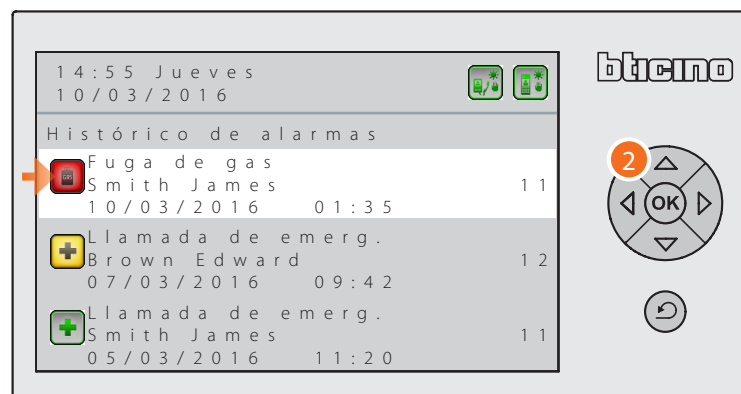 14:55 Jueves
10/03/2016
bticino
Histórico de alarmas
Fuga de gas
Smith James 11
10/03/2016 01:35
Llamada de emerg.
Brown Edward 12
07/03/2016 09:42
Llamada de emerg.
Smith James 11
05/03/2016 11:20
2
OK